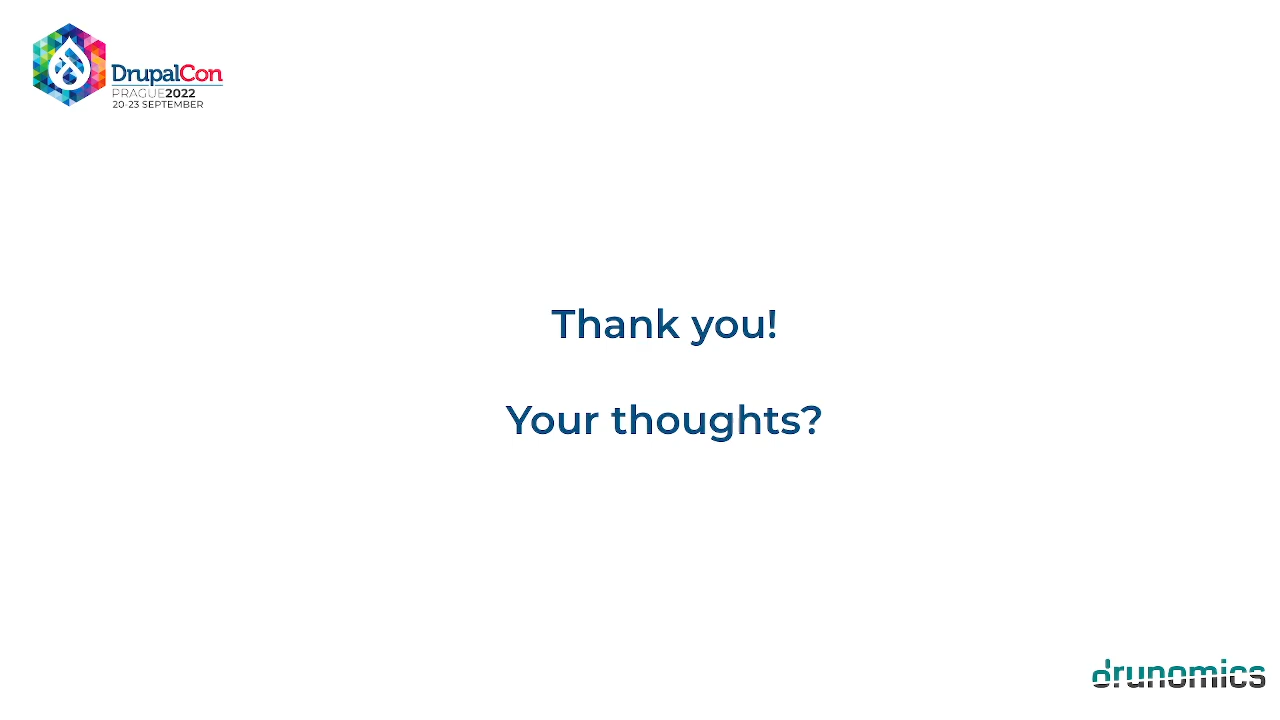 DrupalCon
PRAGUE2022
20-23 SEPTEMBER
Thank you!
Your thoughts?
drunomics